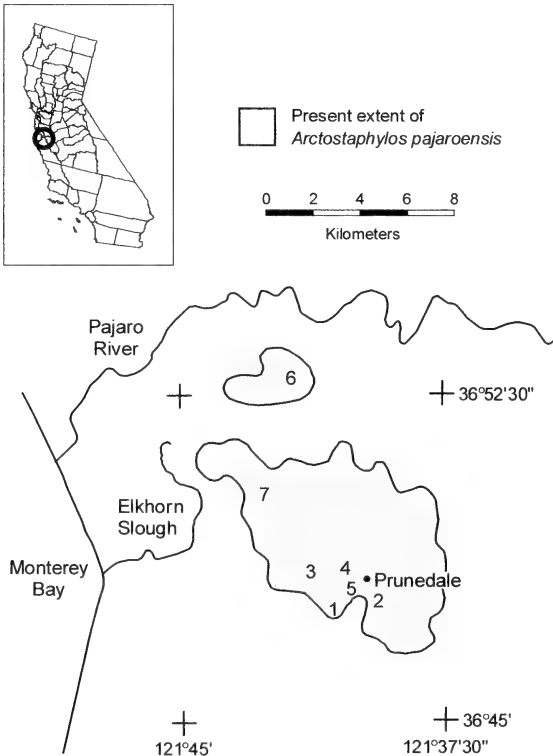 Present extent of
Arctostaphylos pajaroensis
0 2 4 6 8
Kilometers
Pajaro
River
6
36°52'30"
7
Elkhorn
Slough
Monterey
Bay
3
4
Prunedale
5
2
1
36°45'
121°45'
121°37'30"